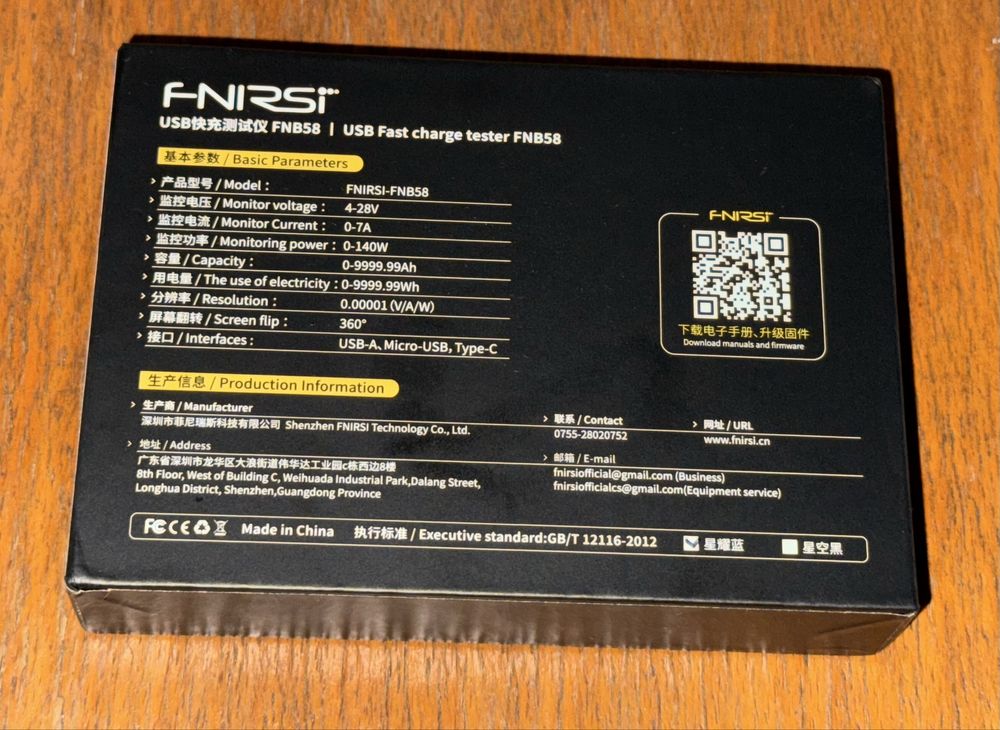 FNIRSI
USB快充测试仪 FNB58 | USB Fast charge tester FNB58
基本参数 / Basic Parameters
产品型号 / Model : FNIRSI-FNB58
监控电压 / Monitor voltage : 4-28V
监控电流 / Monitor Current : 0-7A
监控功率 / Monitoring power : 0-140W
容量 / Capacity : 0-9999.99Ah
用电量 / The use of electricity : 0-9999.99Wh
分辨率 / Resolution : 0.00001 (V/A/W)
屏幕翻转 / Screen flip : 360°
接口 / Interfaces : USB-A、Micro-USB, Type-C
FNIRSI
下载电子手册、升级固件
Download manuals and firmware
生产信息 / Production Information
生产商 / Manufacturer
深圳市菲尼瑞斯科技有限公司 Shenzhen FNIRSI Technology Co., Ltd.
地址 / Address
广东省深圳市龙华区大浪街道伟华达工业园c栋西边8楼
8th Floor, West of Building C, Weihuada Industrial Park,Dalang Street,
Longhua District, Shenzhen,Guangdong Province
联系 / Contact
0755-28020752
网址 / URL
www.fnirsi.cn
邮箱 / E-mail
fnirsiofficial@gmail.com (Business)
fnirsiofficialcs@gmail.com(Equipment service)
FC CE Made in China 执行标准 / Executive standard:GB/T 12116-2012 星耀蓝 星空黑